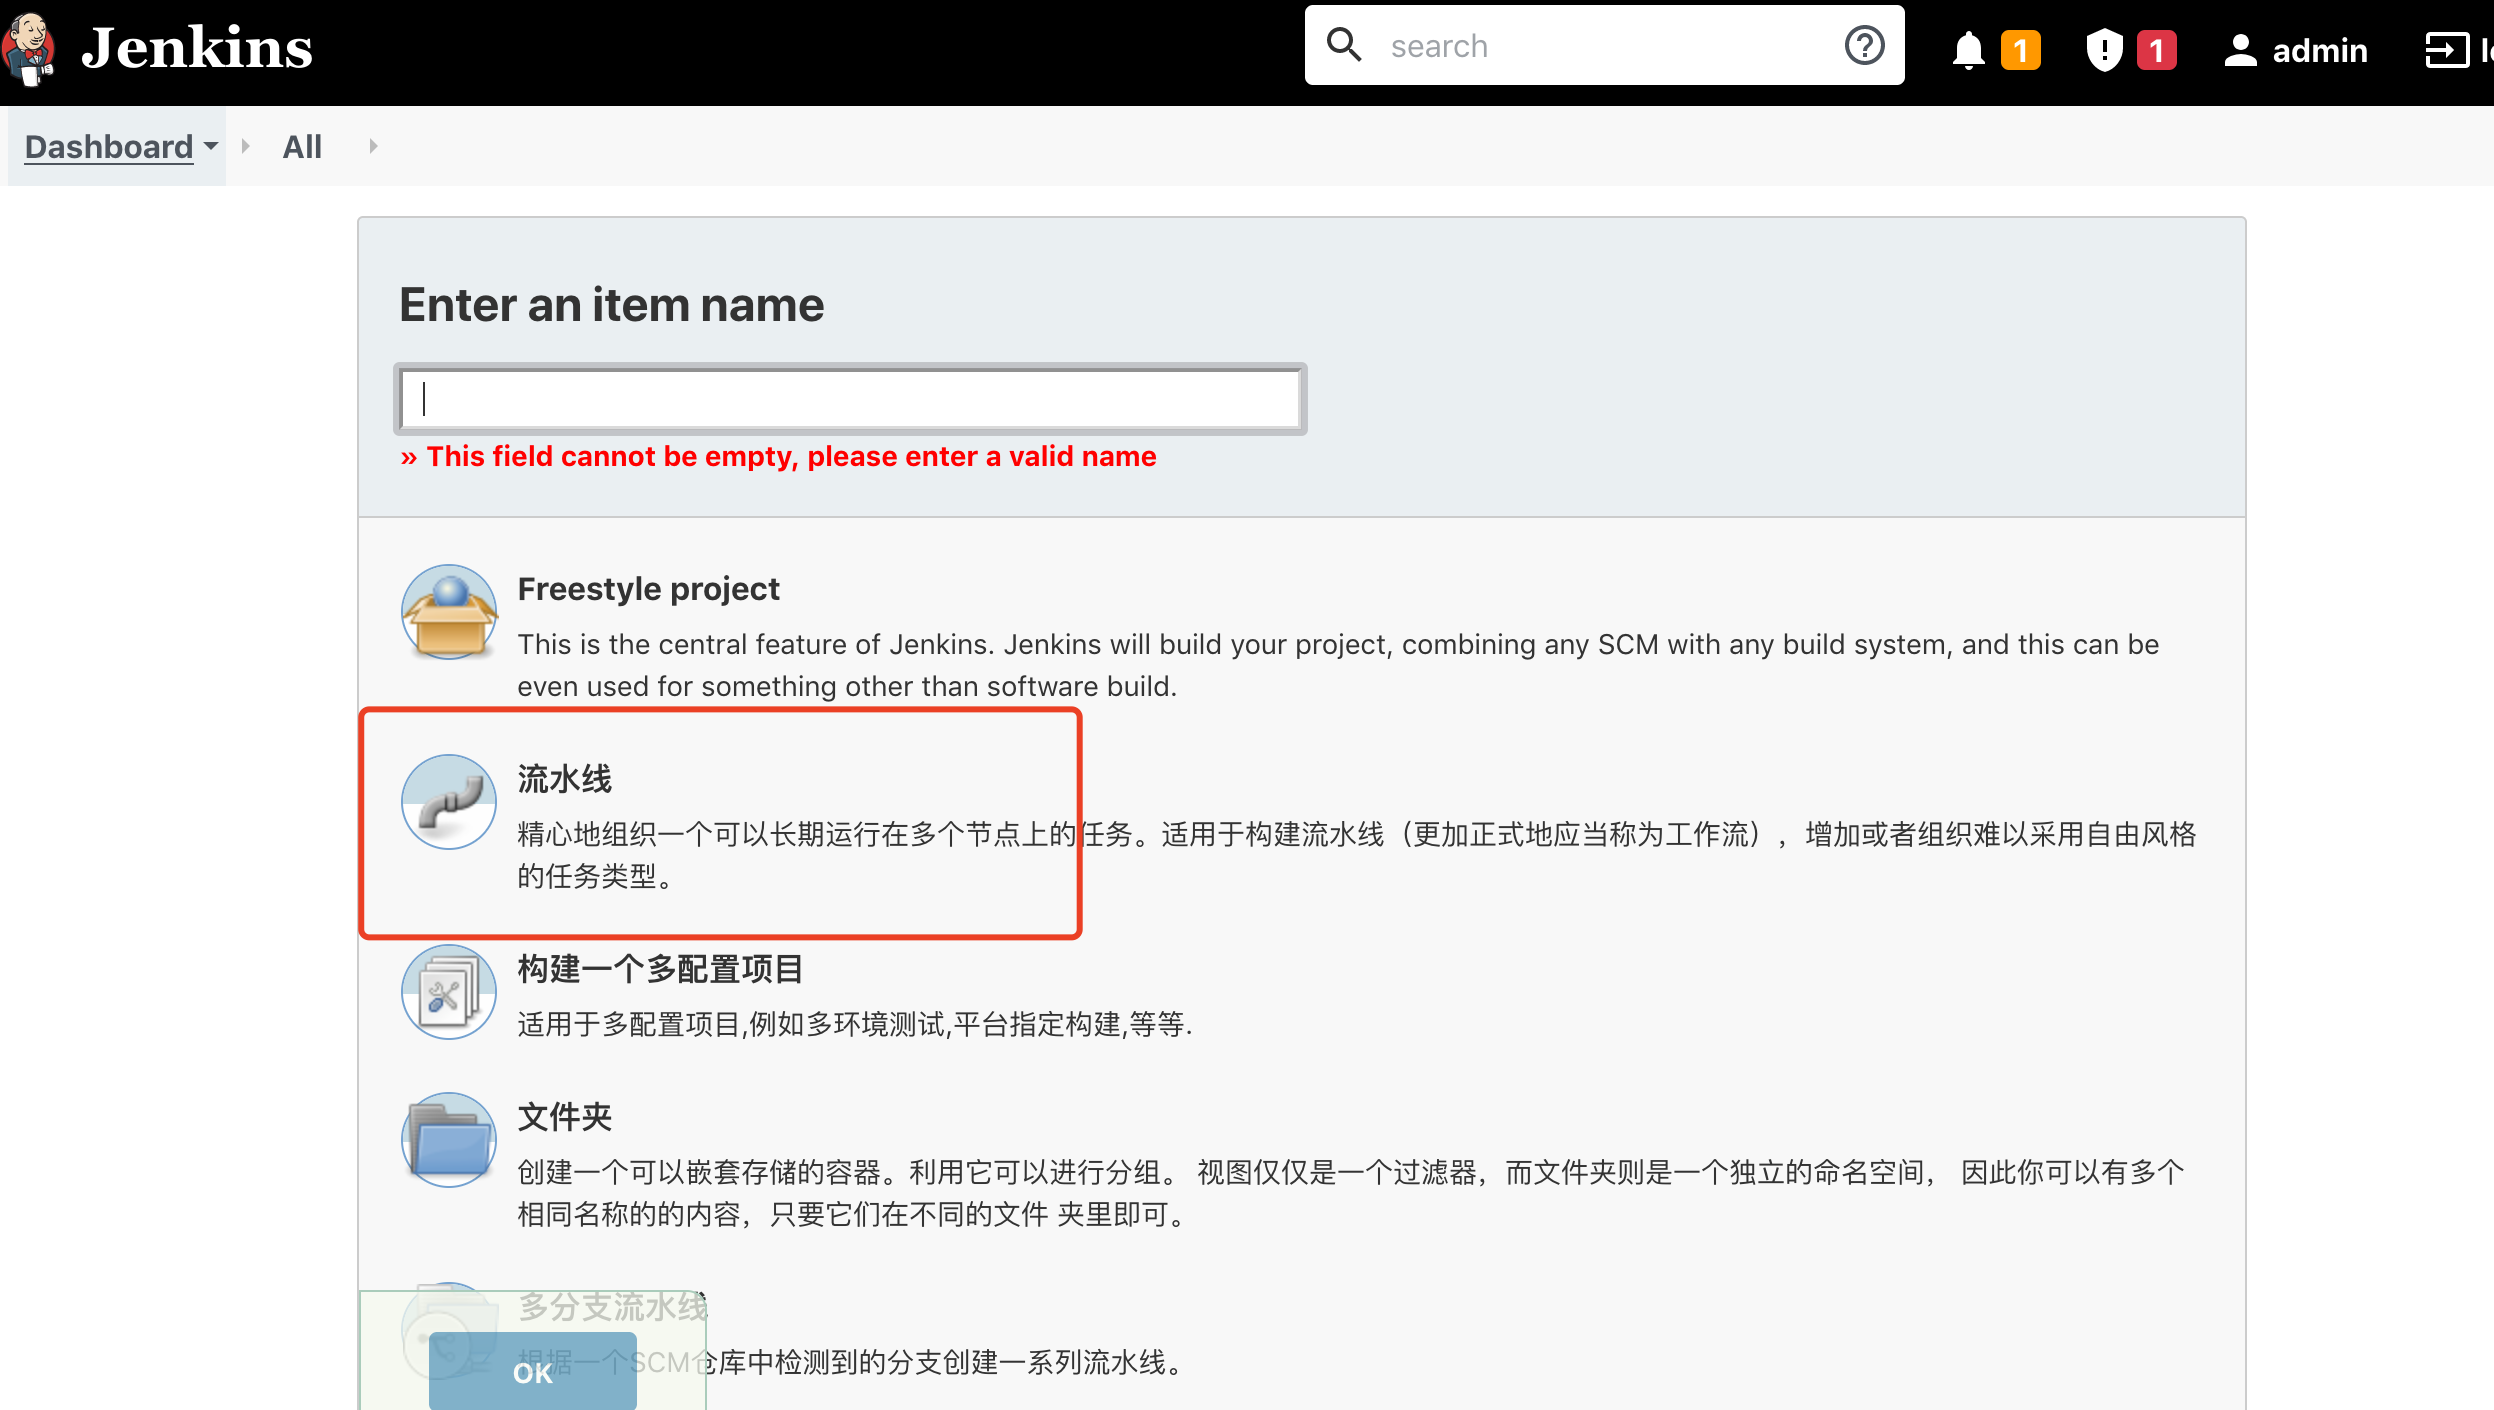 Jenkins
search
1
1
admin
Dashboard
All
Enter an item name
» This field cannot be empty, please enter a valid name
Freestyle project
This is the central feature of Jenkins. Jenkins will build your project, combining any SCM with any build system, and this can be
even used for something other than software build.
流水线
精心地组织一个可以长期运行在多个节点上的任务。适用于构建流水线（更加正式地应当称为工作流），增加或者组织难以采用自由风格
的任务类型。
构建一个多配置项目
适用于多配置项目,例如多环境测试,平台指定构建,等等.
文件夹
创建一个可以嵌套存储的容器。利用它可以进行分组。 视图仅仅是一个过滤器，而文件夹则是一个独立的命名空间， 因此你可以有多个
相同名称的的内容，只要它们在不同的文件 夹里即可。
多分支流水线
根据一个SCM仓库中检测到的分支创建一系列流水线。
OK